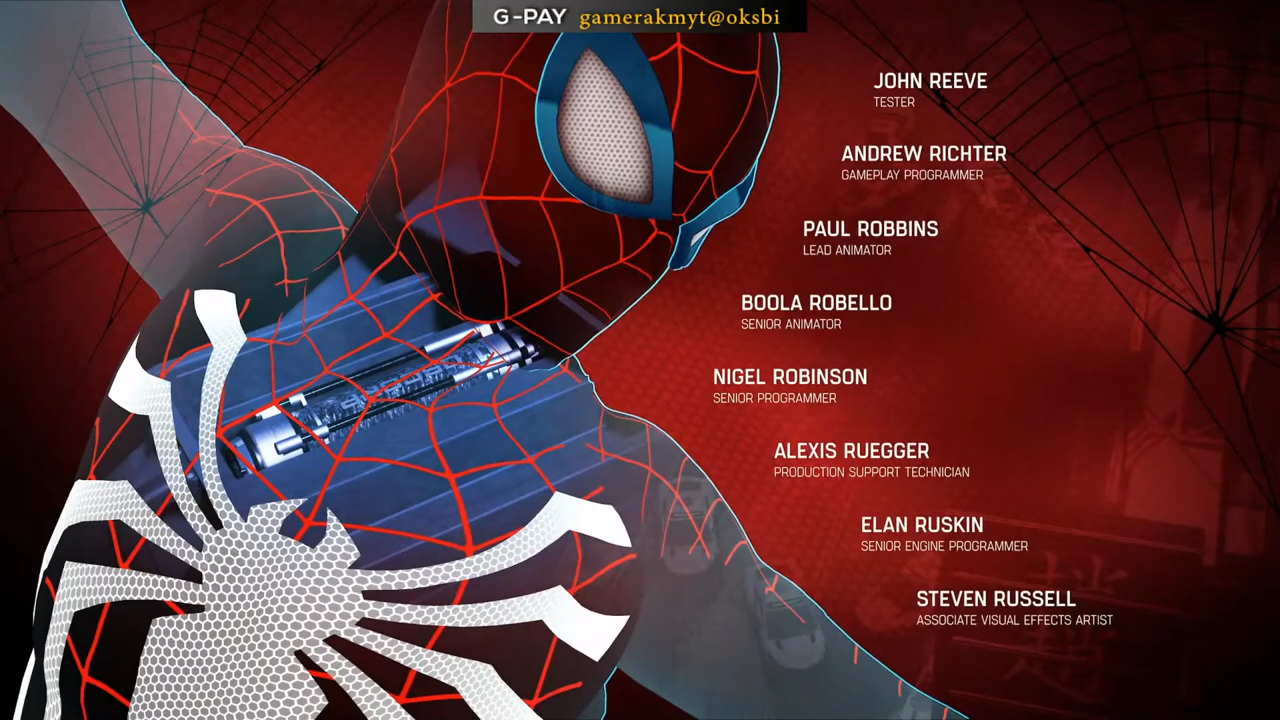 G-PAY gamerakmyt@oksbi
JOHN REEVE
TESTER
ANDREW RICHTER
GAMEPLAY PROGRAMMER
PAUL ROBBINS
LEAD ANIMATOR
BOOLA ROBELLO
SENIOR ANIMATOR
NIGEL ROBINSON
SENIOR PROGRAMMER
ALEXIS RUEGGER
PRODUCTION SUPPORT TECHNICIAN
ELAN RUSKIN
SENIOR ENGINE PROGRAMMER
STEVEN RUSSELL
ASSOCIATE VISUAL EFFECTS ARTIST